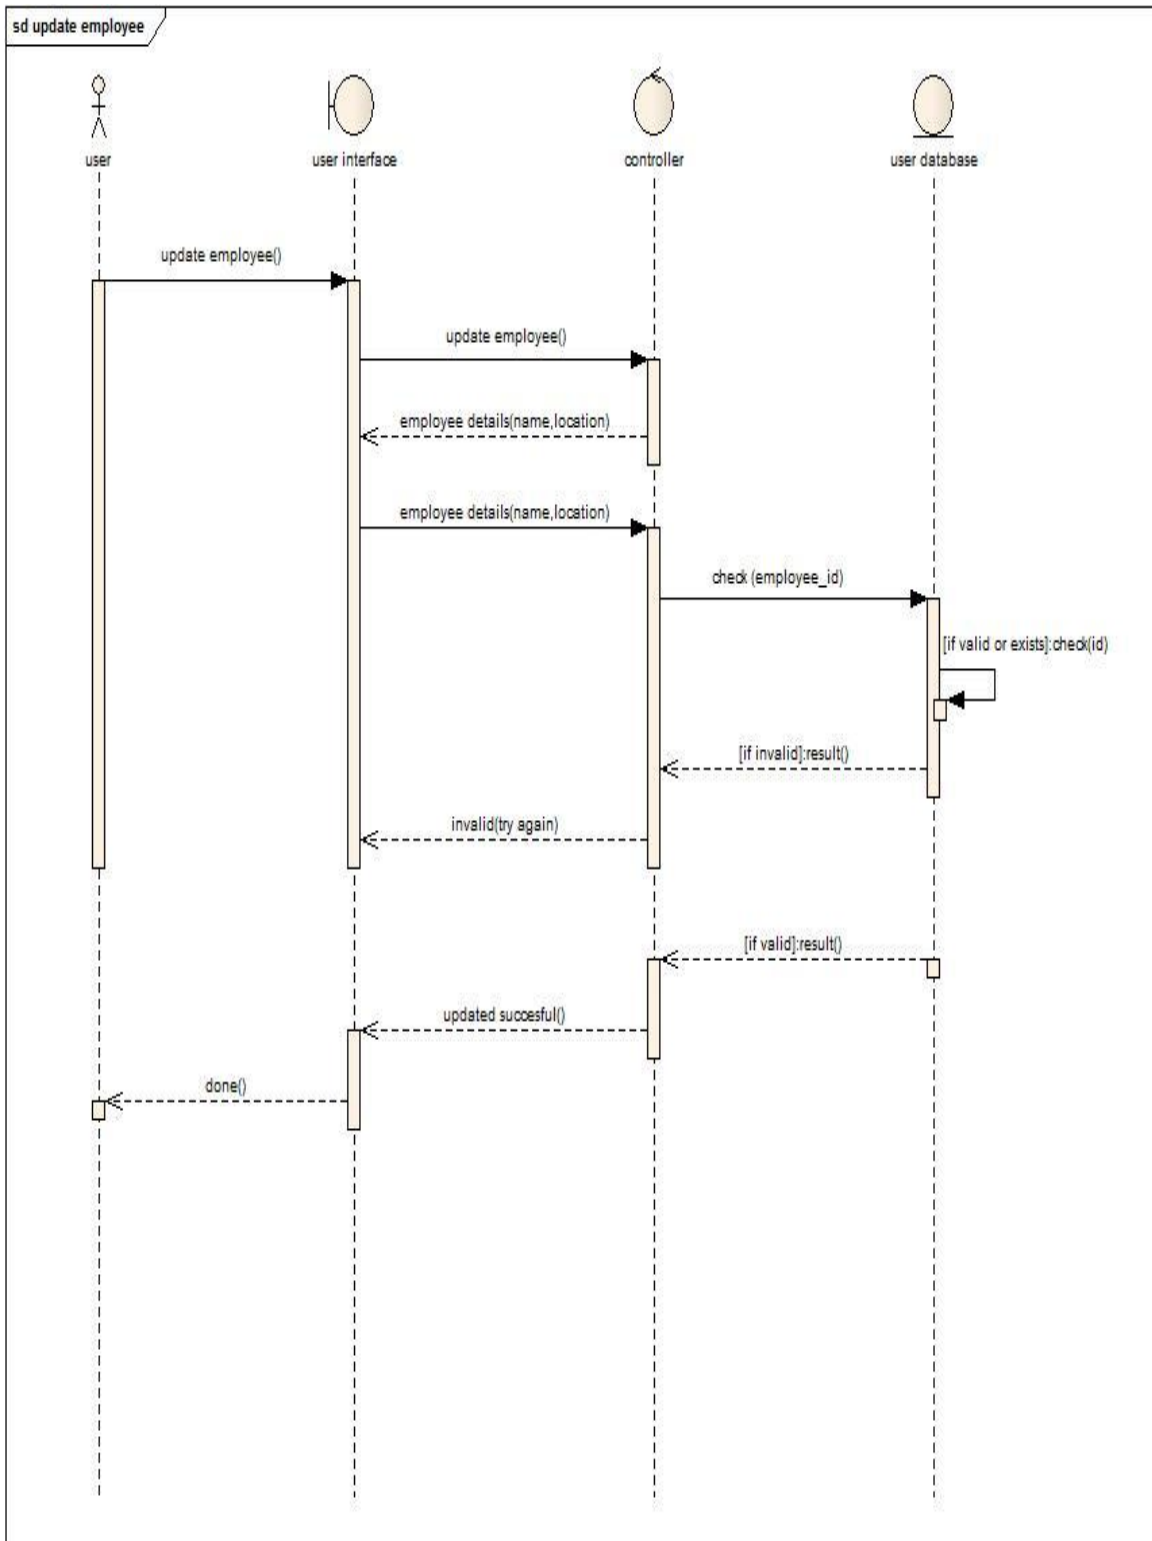 sd update employee
user
user interface
controller
user database
update employee()
update employee()
employee details(name,location)
employee details(name,location)
check (employee_id)
[if valid or exists]:check(id)
[if invalid]:result()
invalid(try again)
[if valid]:result()
updated succesful()
done()